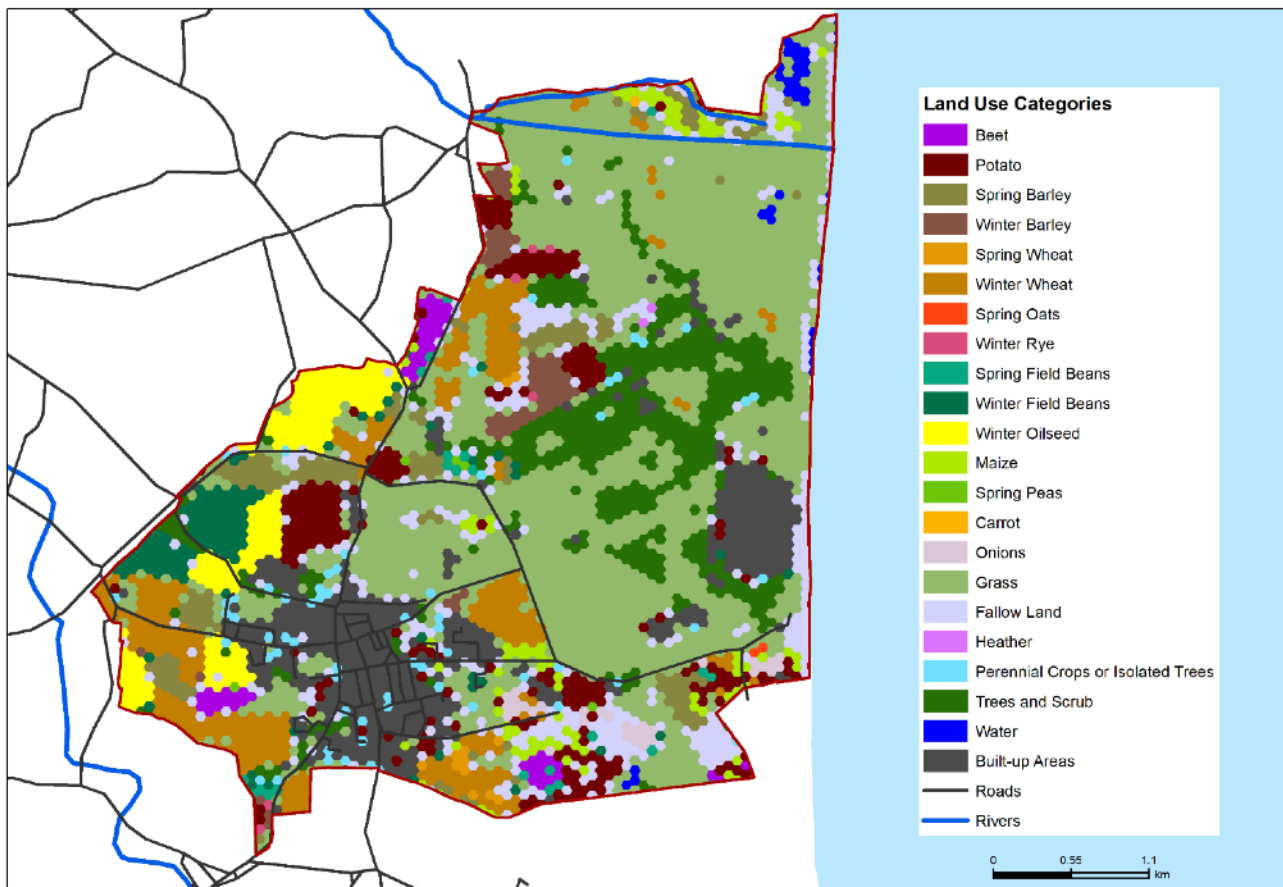 Land Use Categories
Beet
Potato
Spring Barley
Winter Barley
Spring Wheat
Winter Wheat
Spring Oats
Winter Rye
Spring Field Beans
Winter Field Beans
Winter Oilseed
Maize
Spring Peas
Carrot
Onions
Grass
Fallow Land
Heather
Perennial Crops or Isolated Trees
Trees and Scrub
Water
Built-up Areas
Roads
Rivers
0 0.55 1.1
km